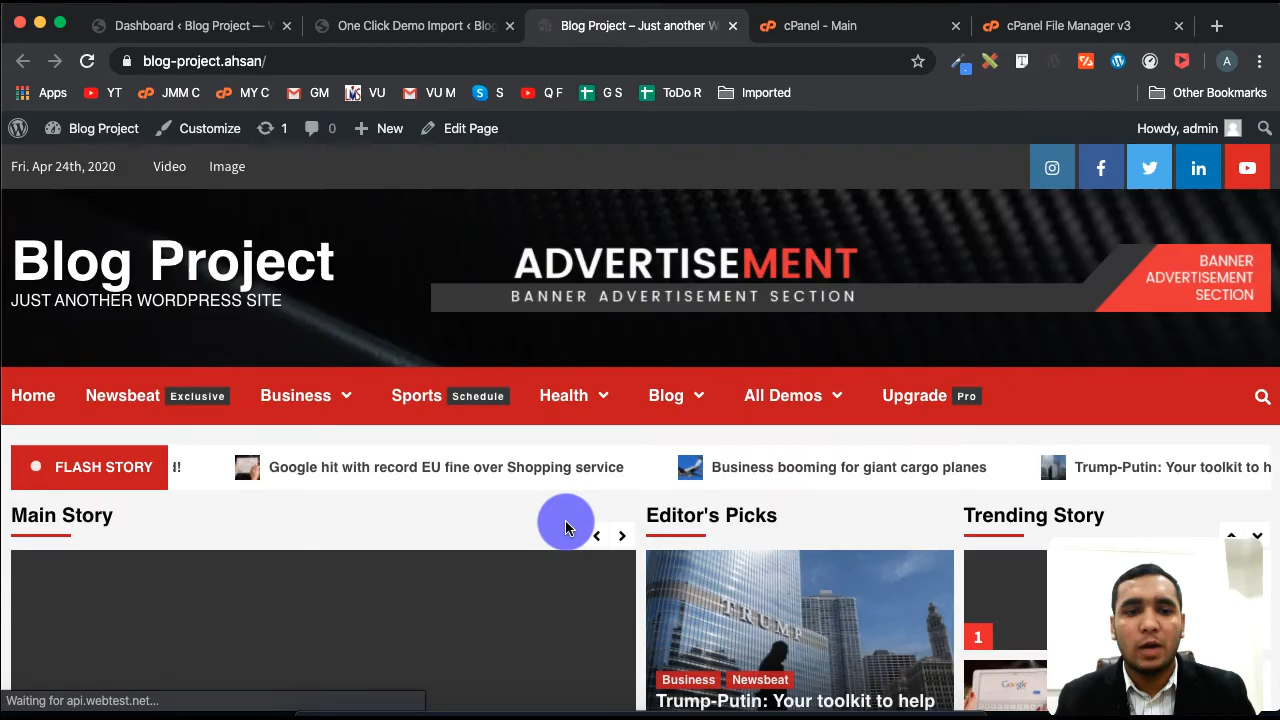 Dashboard ‹ Blog Project —
One Click Demo Import ‹ Blog
Blog Project – Just another W
cPanel - Main
cPanel File Manager v3
blog-project.ahsan/
A
Apps
YT
JMM C
MY C
GM
VU
VU M
S
Q F
G S
ToDo R
Imported
Other Bookmarks
Blog Project
Customize
1
0
New
Edit Page
Howdy, admin
Fri. Apr 24th, 2020
Video
Image
Blog Project
JUST ANOTHER WORDPRESS SITE
ADVERTISEMENT
BANNER ADVERTISEMENT SECTION
BANNER
ADVERTISEMENT
SECTION
Home
Newsbeat Exclusive
Business
Sports Schedule
Health
Blog
All Demos
Upgrade Pro
FLASH STORY
d!
Google hit with record EU fine over Shopping service
Business booming for giant cargo planes
Trump-Putin: Your toolkit to h
Main Story
Editor's Picks
Trending Story
TRUMP
1
Google
Business
Newsbeat
Trump-Putin: Your toolkit to help
Waiting for api.webtest.net...